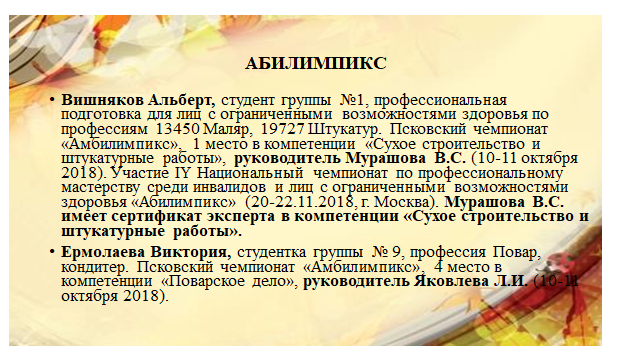 АБИЛИМПИКС
• Вишняков Альберт, студент группы №1, профессиональная
подготовка для лиц с ограниченными возможностями здоровья по
профессиям 13450 Маляр, 19727 Штукатур. Псковский чемпионат
«Амбилимпикс», 1 место в компетенции «Сухое строительство и
штукатурные работы», руководитель Мурашова В.С. (10-11 октября
2018). Участие IY Национальный чемпионат по профессиональному
мастерству среди инвалидов и лиц с ограниченными возможностями
здоровья «Абилимпикс» (20-22.11.2018, г. Москва). Мурашова В.С.
имеет сертификат эксперта в компетенции «Сухое строительство и
штукатурные работы».
• Ермолаева Виктория, студентка группы № 9, профессия Повар,
кондитер. Псковский чемпионат «Амбилимпикс», 4 место в
компетенции «Поварское дело», руководитель Яковлева Л.И. (10-11
октября 2018).